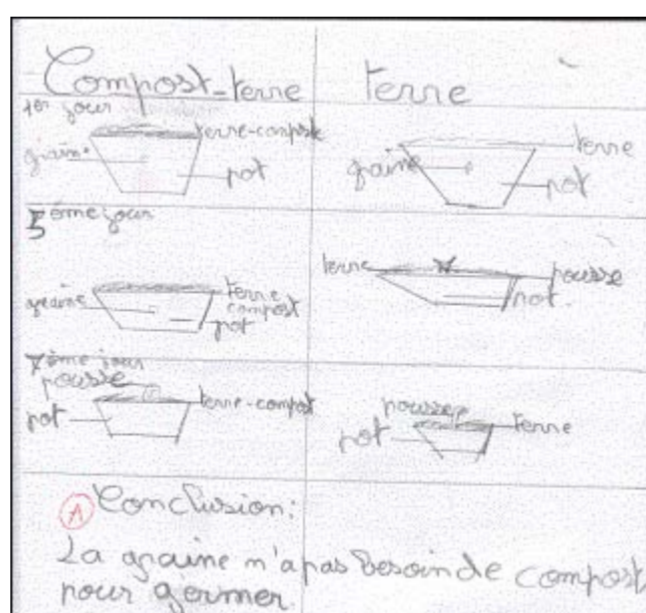 Compost-terre
terre
1er jour
terre-compost
graine
pot
terre
graine
pot
5ème jour
graine
terre
compost
pot
terre
pousse
pot
7ème jour
pousse
terre-compost
pot
pousse
terre
pot
A Conclusion:
La graine n'a pas besoin de compost
pour germer.